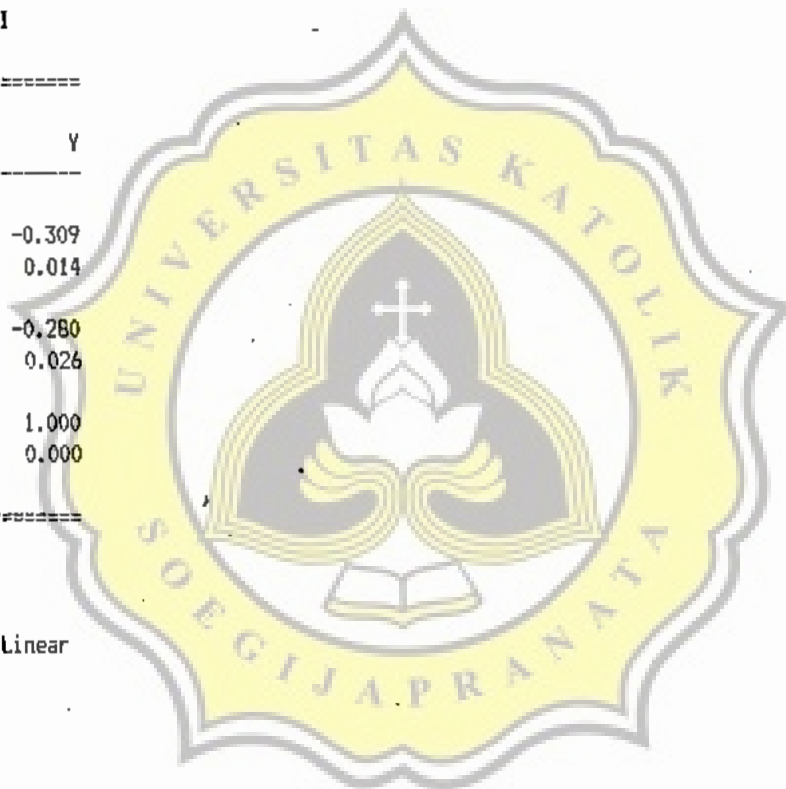 I
=======
Y
-------
-0.309
0.014
-0.280
0.026
1.000
0.000
=======
Linear
UNIVERSITAS KATOLIK
SOEGIJAPRANATA